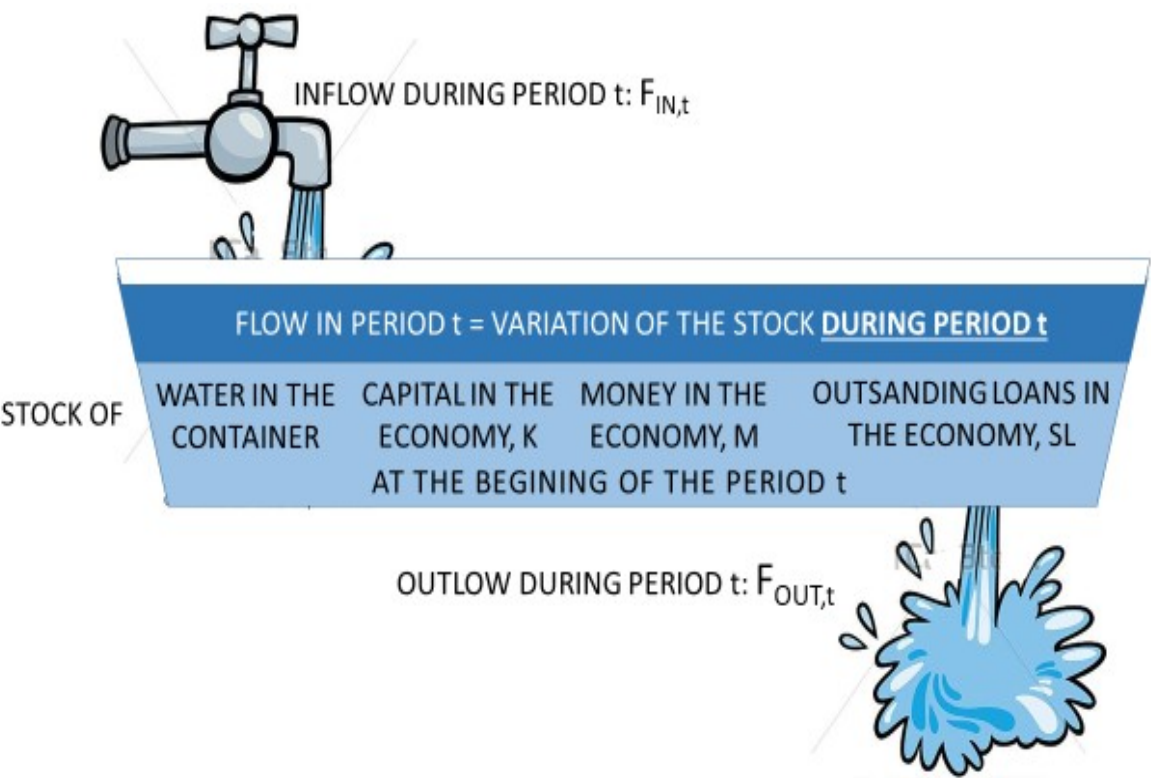 INFLOW DURING PERIOD t: F_IN,t
FLOW IN PERIOD t = VARIATION OF THE STOCK DURING PERIOD t
STOCK OF
WATER IN THE
CONTAINER
CAPITAL IN THE
ECONOMY, K
MONEY IN THE
ECONOMY, M
OUTSANDING LOANS IN
THE ECONOMY, SL
AT THE BEGINING OF THE PERIOD t
OUTLOW DURING PERIOD t: F_OUT,t